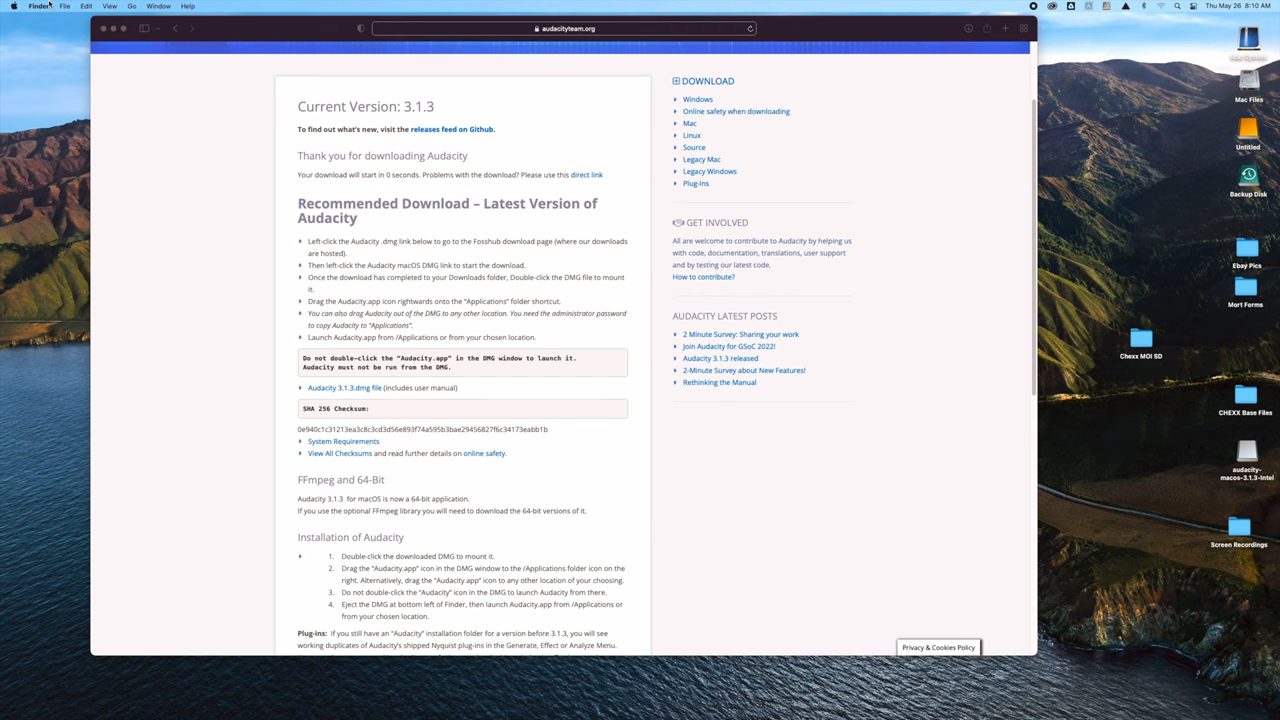 Finder File Edit View Go Window Help
Thu May 26 8:10 AM
audacityteam.org
Current Version: 3.1.3
To find out what's new, visit the releases feed on Github.
Thank you for downloading Audacity
Your download will start in 0 seconds. Problems with the download? Please use this direct link
Recommended Download – Latest Version of
Audacity
Left-click the Audacity .dmg link below to go to the Fosshub download page (where our downloads
are hosted).
Then left-click the Audacity macOS DMG link to start the download.
Once the download has completed to your Downloads folder, Double-click the DMG file to mount
it.
Drag the Audacity.app icon rightwards onto the "Applications" folder shortcut.
You can also drag Audacity out of the DMG to any other location. You need the administrator password
to copy Audacity to "Applications".
Launch Audacity.app from /Applications or from your chosen location.
Do not double-click the "Audacity.app" in the DMG window to launch it.
Audacity must not be run from the DMG.
Audacity 3.1.3.dmg file (includes user manual)
SHA 256 Checksum:
0e940c1c31213ea3c8c3cd3d56e893f74a595b3bae29456827f6c34173eabb1b
System Requirements
View All Checksums and read further details on online safety.
FFmpeg and 64-Bit
Audacity 3.1.3 for macOS is now a 64-bit application.
If you use the optional FFmpeg library you will need to download the 64-bit versions of it.
Installation of Audacity
1. Double-click the downloaded DMG to mount it.
2. Drag the "Audacity.app" icon in the DMG window to the /Applications folder icon on the
right. Alternatively, drag the "Audacity.app" icon to any other location of your choosing.
3. Do not double-click the "Audacity" icon in the DMG to launch Audacity from there.
4. Eject the DMG at bottom left of Finder, then launch Audacity.app from /Applications or
from your chosen location.
Plug-ins: If you still have an "Audacity" installation folder for a version before 3.1.3, you will see
working duplicates of Audacity's shipped Nyquist plug-ins in the Generate, Effect or Analyze Menu.
DOWNLOAD
Windows
Online safety when downloading
Mac
Linux
Source
Legacy Mac
Legacy Windows
Plug-Ins
GET INVOLVED
All are welcome to contribute to Audacity by helping us
with code, documentation, translations, user support
and by testing our latest code.
How to contribute?
AUDACITY LATEST POSTS
2 Minute Survey: Sharing your work
Join Audacity for GSoC 2022!
Audacity 3.1.3 released
2-Minute Survey about New Features!
Rethinking the Manual
Privacy & Cookies Policy
Mac System
Mac Files
Untitled
Backup Disk
Ebay Pics
Mort Forms
Chexx MOI SD
CHEXX Base Files
audacity-
macos-3.1.3-Intel
Screen Recordings